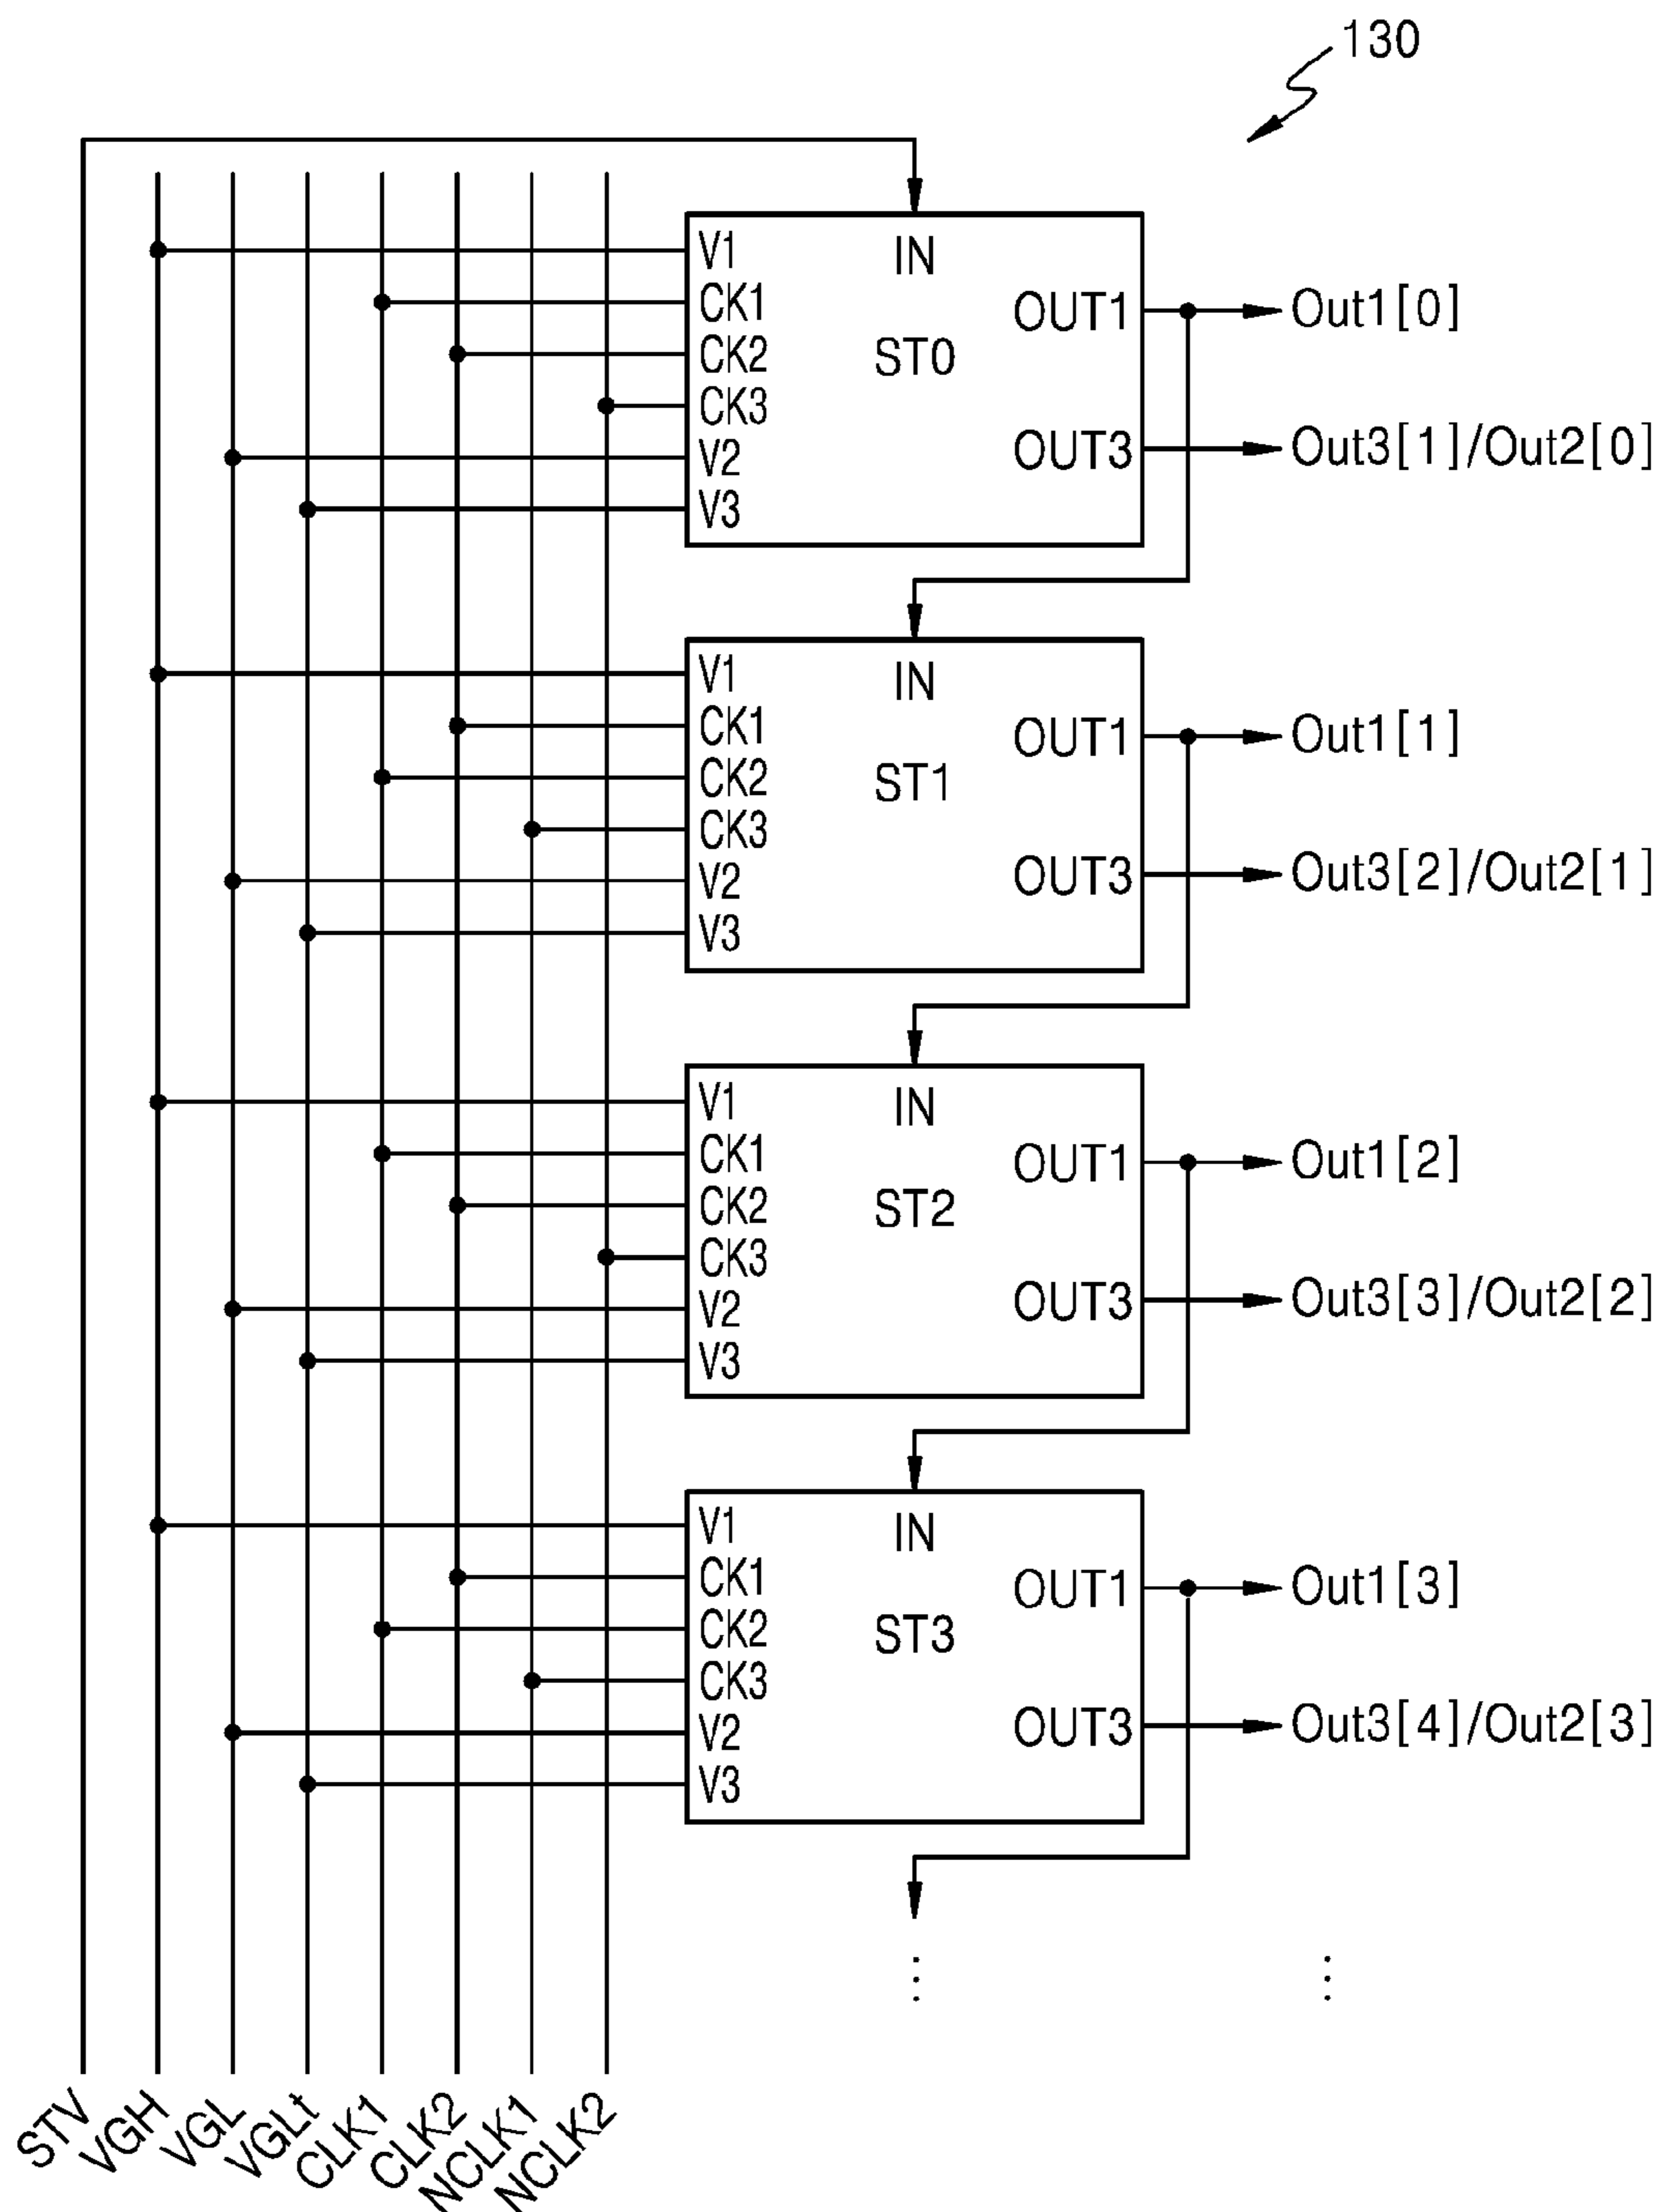 130
V1
IN
CK1
OUT1
Out1[0]
CK2
ST0
CK3
V2
OUT3
Out3[1]/Out2[0]
V3
V1
IN
CK1
OUT1
Out1[1]
CK2
ST1
CK3
V2
OUT3
Out3[2]/Out2[1]
V3
V1
IN
CK1
OUT1
Out1[2]
CK2
ST2
CK3
V2
OUT3
Out3[3]/Out2[2]
V3
V1
IN
CK1
OUT1
Out1[3]
CK2
ST3
CK3
V2
OUT3
Out3[4]/Out2[3]
V3
STV
VGH
VGL
VGLt
CLK1
CLK2
NCLK1
NCLK2